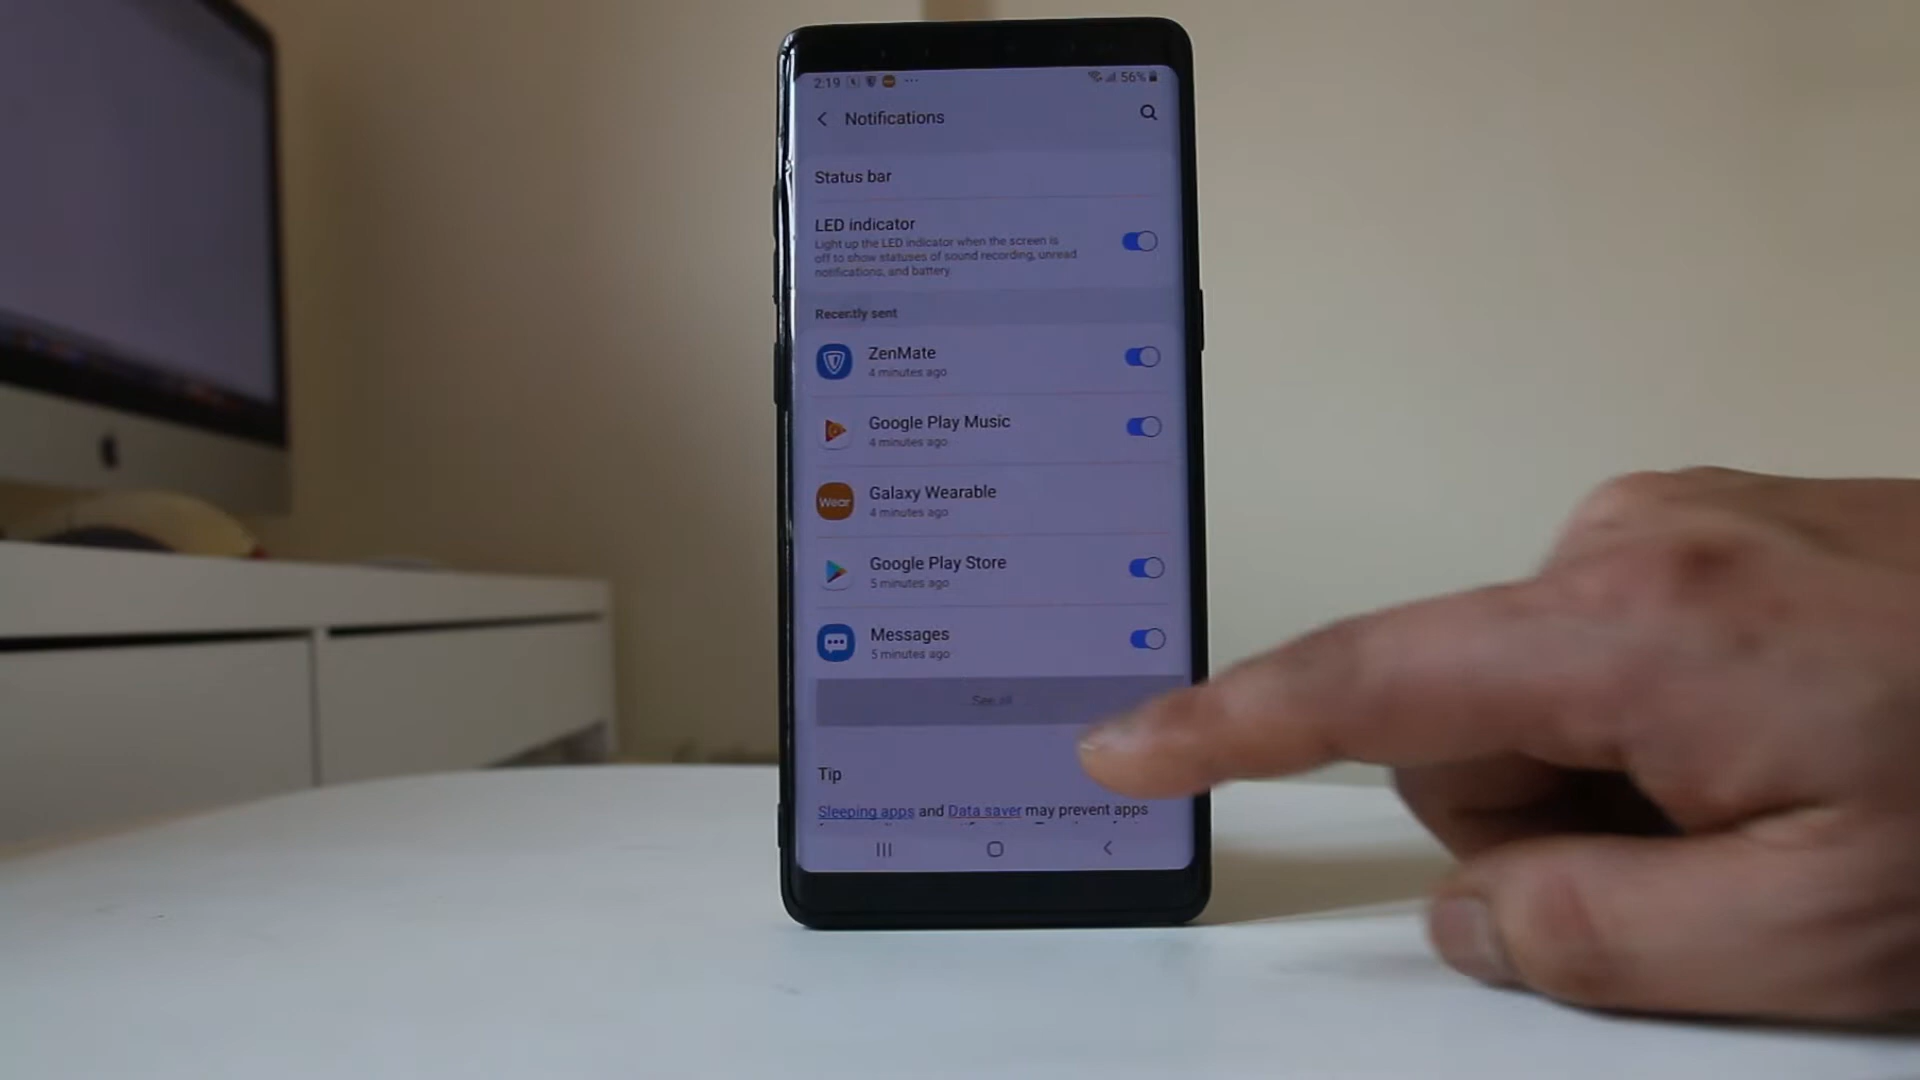 2:19 56%
Notifications
Status bar
LED indicator
Light up the LED indicator when the screen is
off to show statuses of sound recording, unread
notifications, and battery.
Recently sent
ZenMate
4 minutes ago
Google Play Music
4 minutes ago
Wear
Galaxy Wearable
4 minutes ago
Google Play Store
5 minutes ago
Messages
5 minutes ago
See all
Tip
Sleeping apps and Data saver may prevent apps